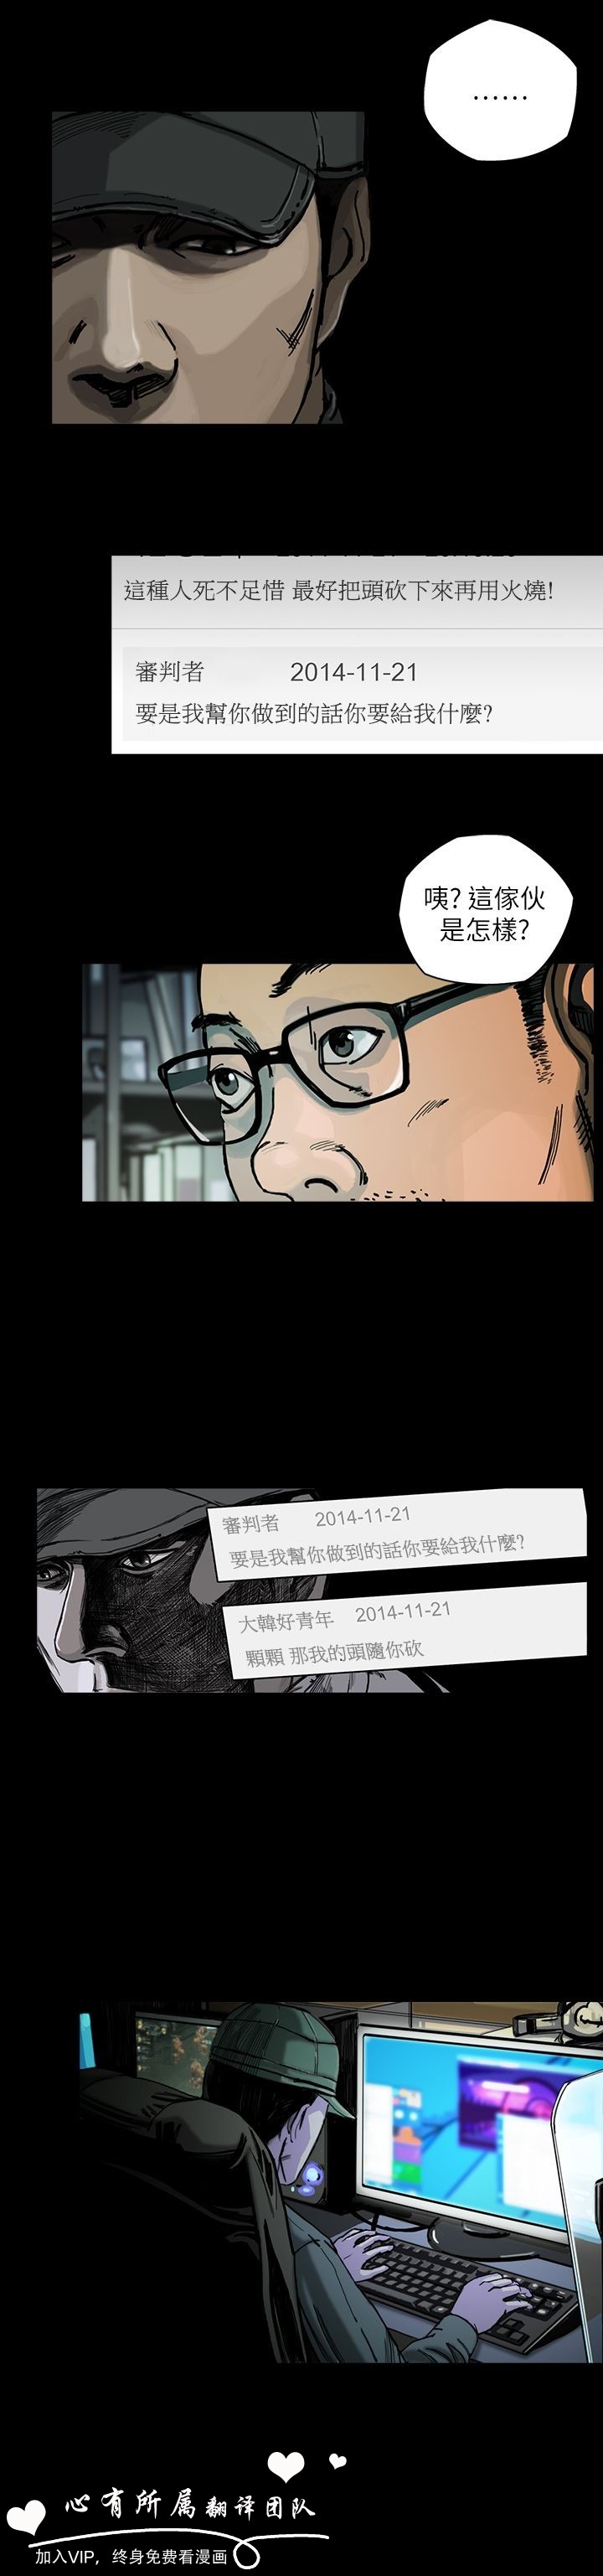 ……
這種人死不足惜 最好把頭砍下來再用火燒!
審判者 2014-11-21
要是我幫你做到的話你要給我什麼?
咦? 這傢伙
是怎樣?
審判者 2014-11-21
要是我幫你做到的話你要給我什麼?
大韓好青年 2014-11-21
顆顆 那我的頭隨你砍
心有所属翻译团队
加入VIP，终身免费看漫画